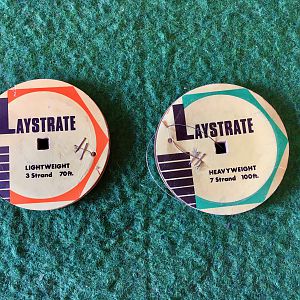 LAYSTRATE
LIGHTWEIGHT
3 Strand 70ft.
LAYSTRATE
HEAVYWEIGHT
7 Strand 100ft.